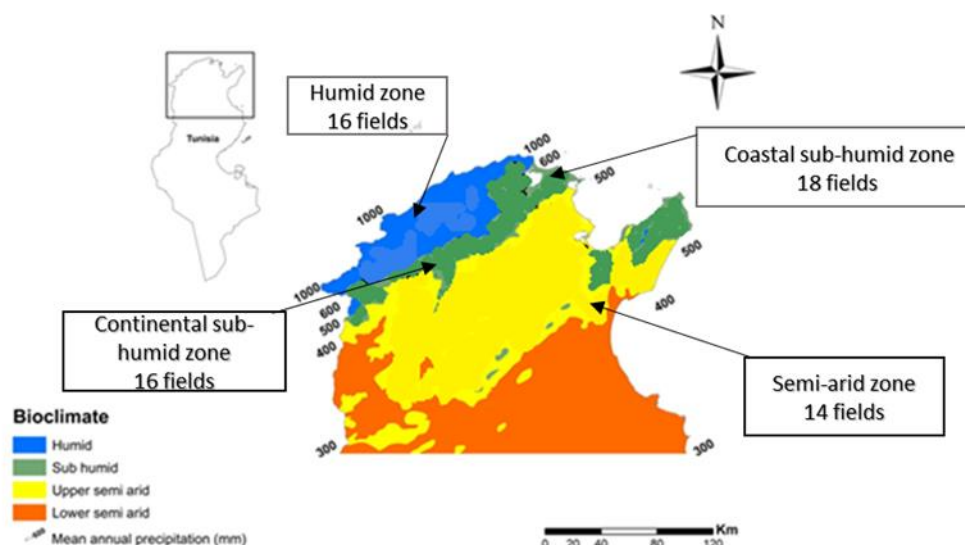 Tunisia
Humid zone
16 fields
Coastal sub-humid zone
18 fields
1000
600
500
1000
500
1000
600
500
400
400
Continental sub-
humid zone
16 fields
Semi-arid zone
14 fields
300
300
Bioclimate
Humid
Sub humid
Upper semi arid
Lower semi arid
Mean annual precipitation (mm)
Km
0 20 40 80 120